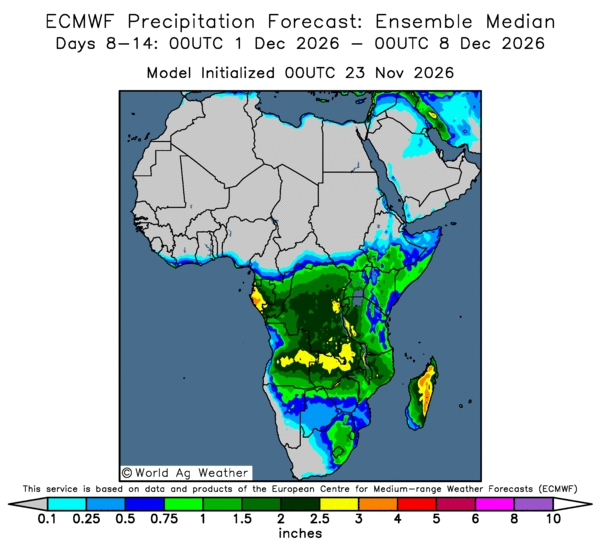 ECMWF Precipitation Forecast: Ensemble Median
Days 8–14: 00UTC 1 Dec 2026 – 00UTC 8 Dec 2026
Model Initialized 00UTC 23 Nov 2026
© World Ag Weather
This service is based on data and products of the European Centre for Medium-range Weather Forecasts (ECMWF)
0.1 0.25 0.5 0.75 1 1.5 2 2.5 3 4 5 6 8 10
inches